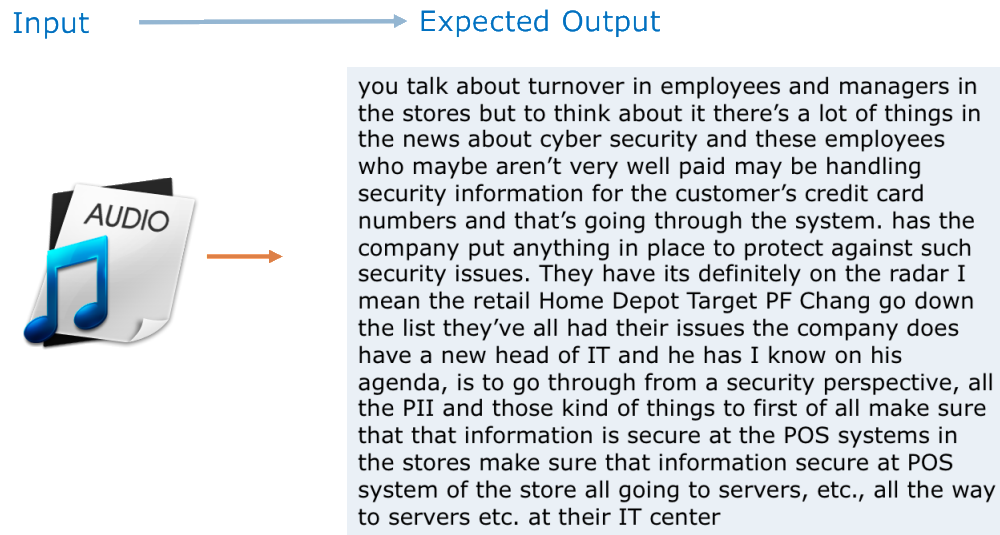 Input
Expected Output
AUDIO
you talk about turnover in employees and managers in
the stores but to think about it there’s a lot of things in
the news about cyber security and these employees
who maybe aren’t very well paid may be handling
security information for the customer’s credit card
numbers and that’s going through the system. has the
company put anything in place to protect against such
security issues. They have its definitely on the radar I
mean the retail Home Depot Target PF Chang go down
the list they’ve all had their issues the company does
have a new head of IT and he has I know on his
agenda, is to go through from a security perspective, all
the PII and those kind of things to first of all make sure
that that information is secure at the POS systems in
the stores make sure that information secure at POS
system of the store all going to servers, etc., all the way
to servers etc. at their IT center